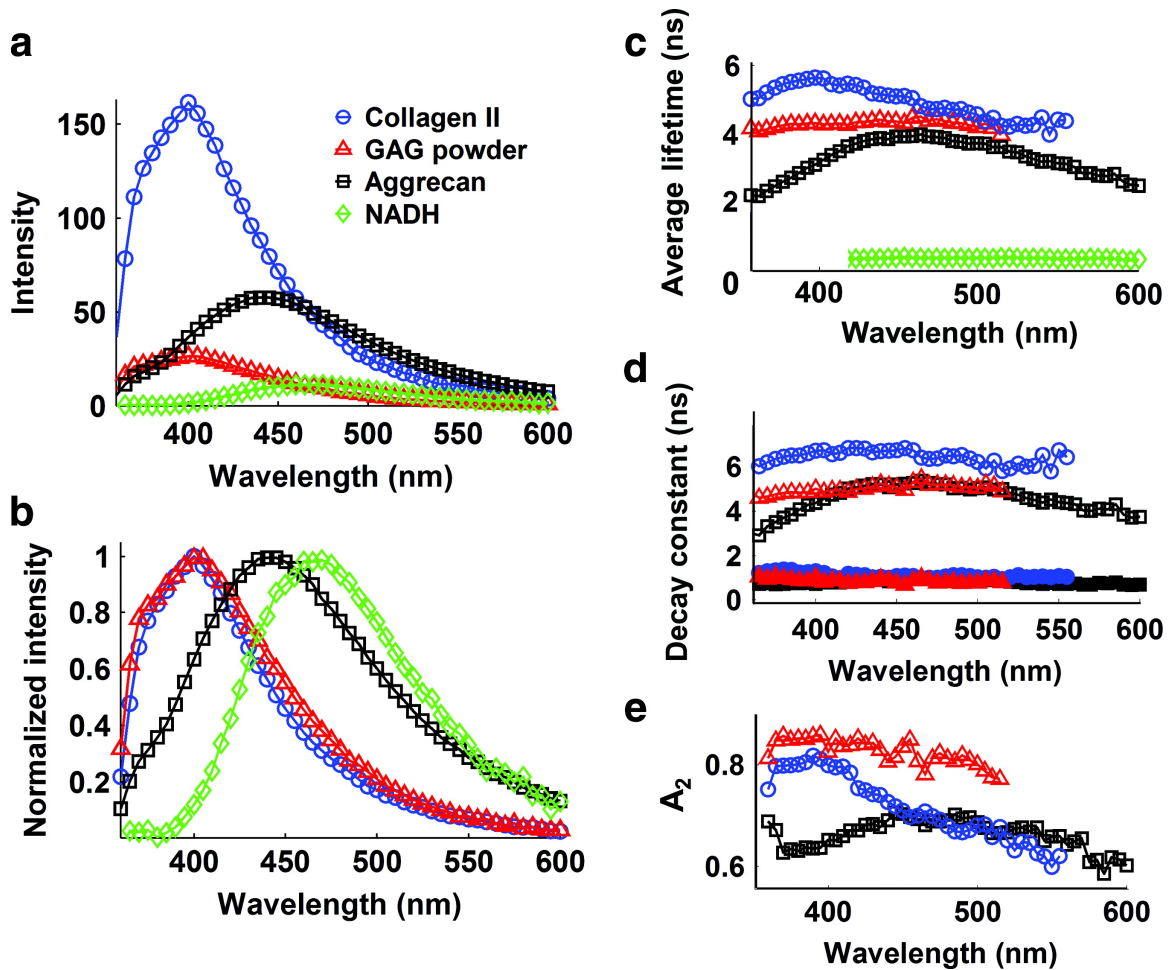 a
Intensity
150
100
50
0
400
450
500
550
600
Wavelength (nm)
Collagen II
GAG powder
Aggrecan
NADH
b
Normalized intensity
1
0.8
0.6
0.4
0.2
400
450
500
550
600
Wavelength (nm)
c
Average lifetime (ns)
6
4
2
0
400
500
600
Wavelength (nm)
d
Decay constant (ns)
6
4
2
0
400
450
500
550
600
Wavelength (nm)
e
A2
0.8
0.6
400
500
600
Wavelength (nm)